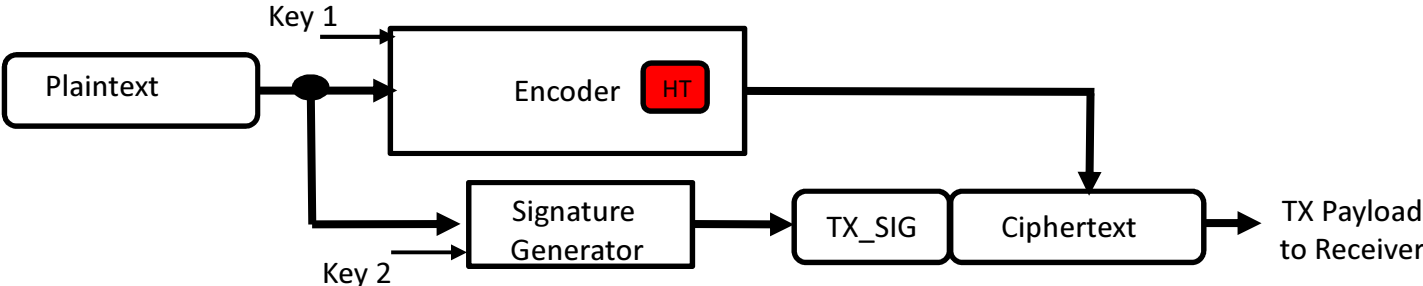 Key 1
Plaintext
Encoder
HT
Signature
Generator
Key 2
TX_SIG
Ciphertext
TX Payload
to Receiver